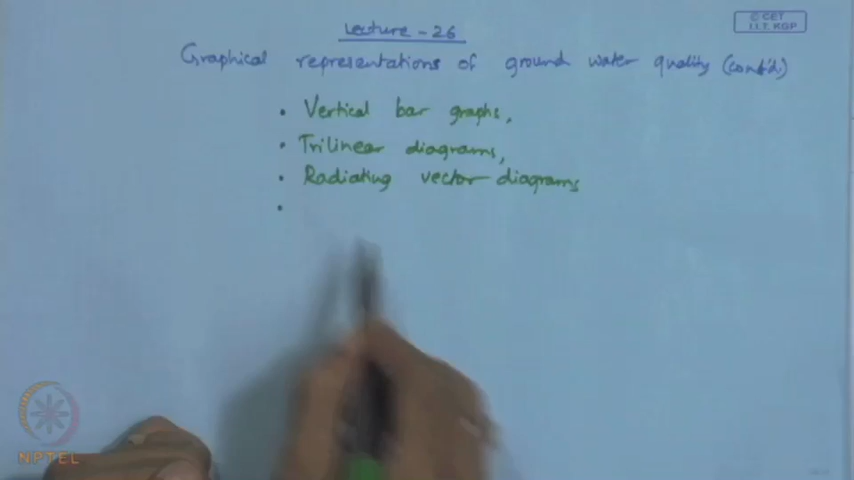 Lecture - 26
© CET
I.I.T. KGP
Graphical representations of ground water quality (contd)
• Vertical bar graphs,
• Trilinear diagrams,
• Radiating vector diagrams
•
NPTEL